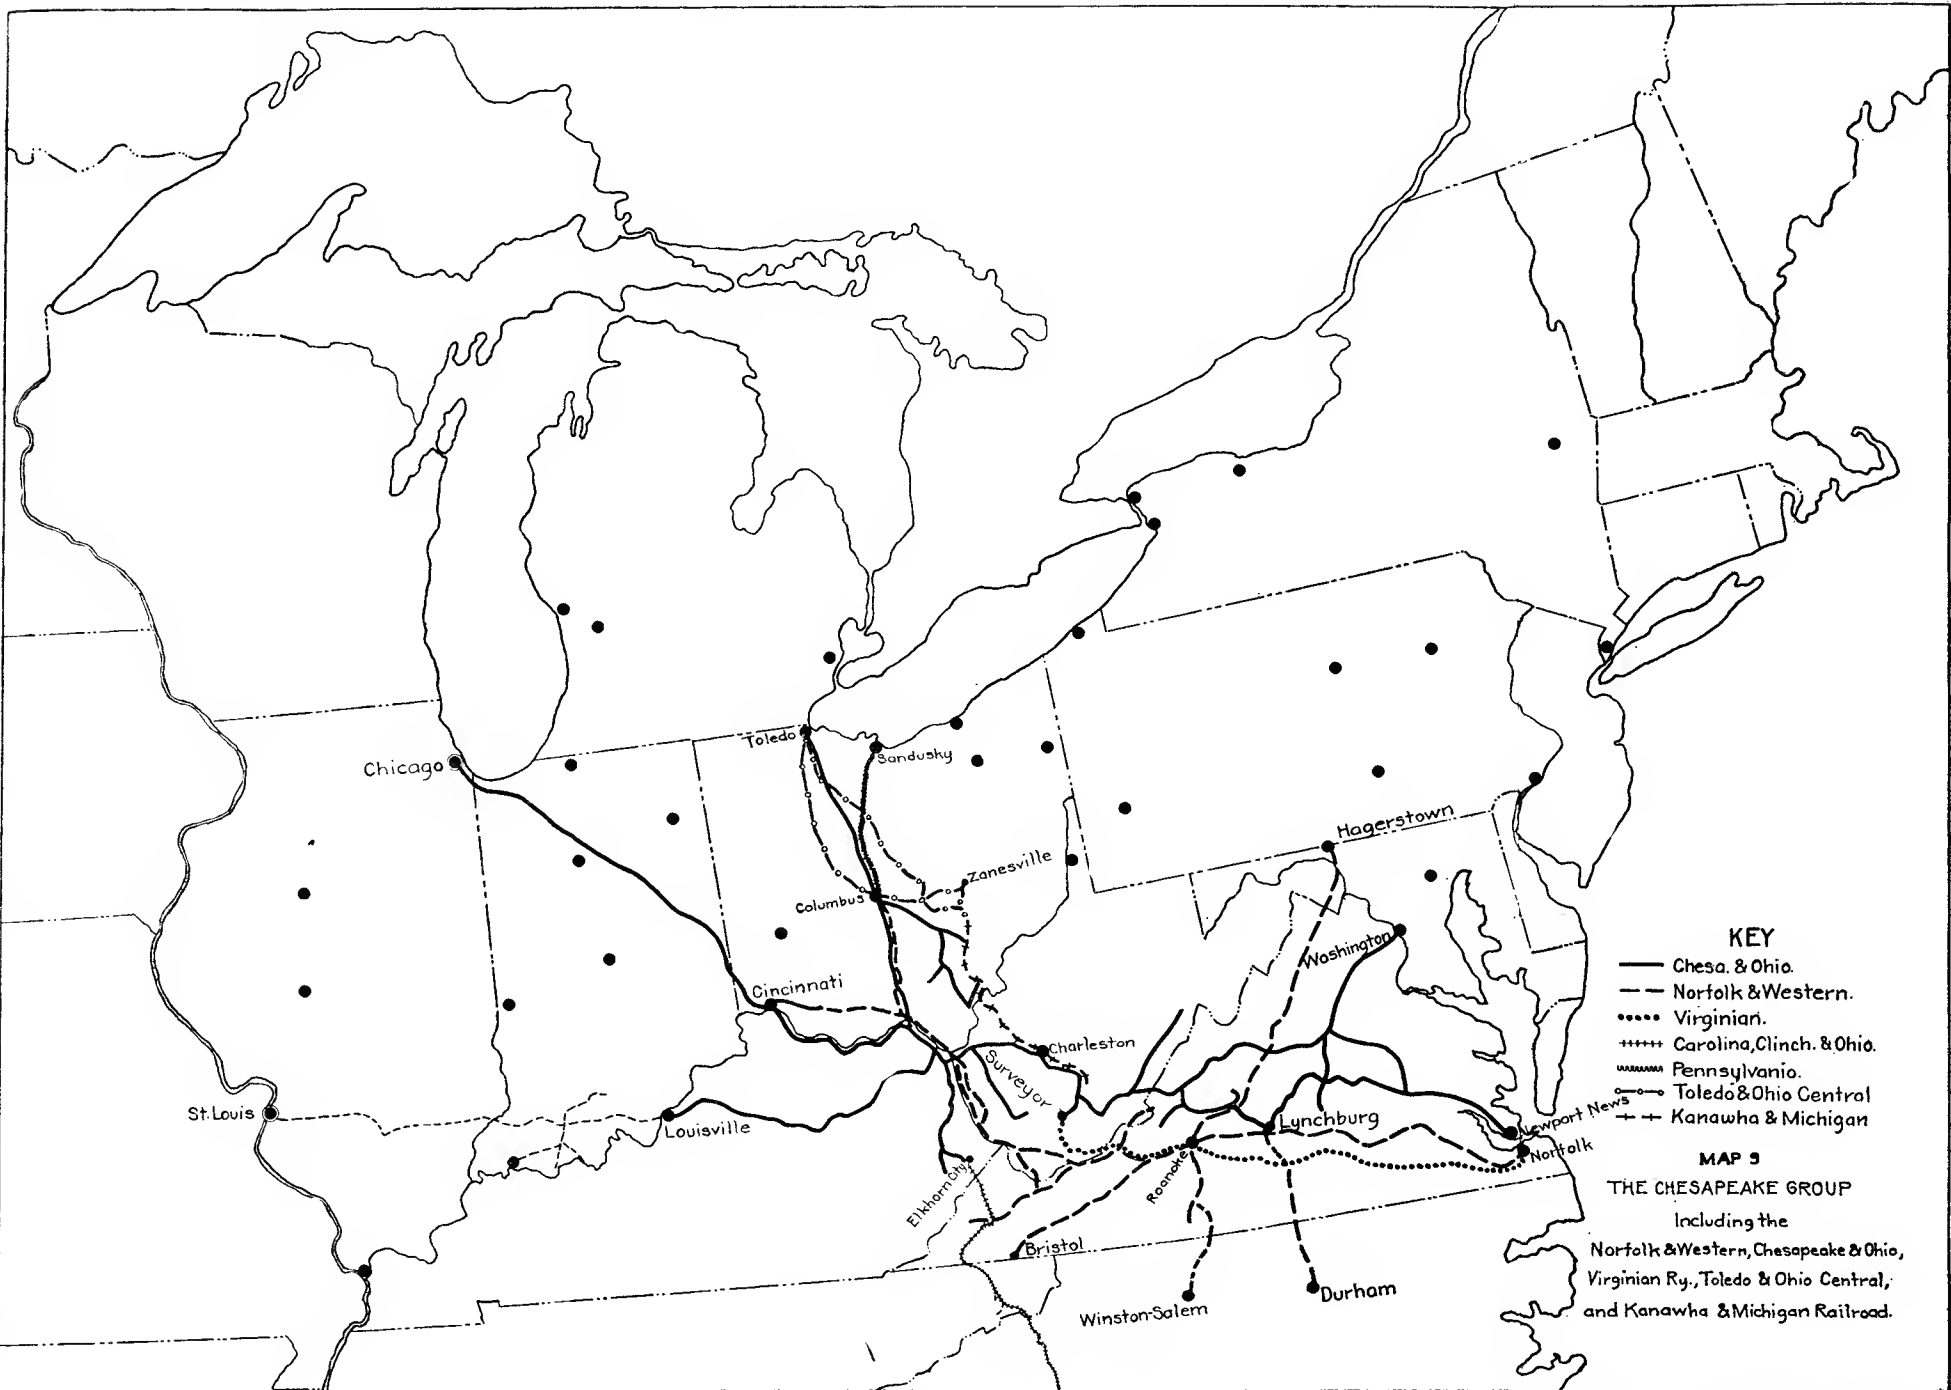 Toledo
Sandusky
Chicago
Hagerstown
Zanesville
Columbus
Washington
Cincinnati
Charleston
Surveyor
St. Louis
Louisville
Lynchburg
Newport News
Norfolk
Roanoke
Elkhorn City
Bristol
Durham
Winston-Salem
KEY
Chesa. & Ohio.
Norfolk & Western.
Virginian.
Carolina, Clinch. & Ohio.
Pennsylvanio.
Toledo & Ohio Central
Kanawha & Michigan
MAP 9
THE CHESAPEAKE GROUP
Including the
Norfolk & Western, Chesapeake & Ohio,
Virginian Ry., Toledo & Ohio Central,
and Kanawha & Michigan Railroad.